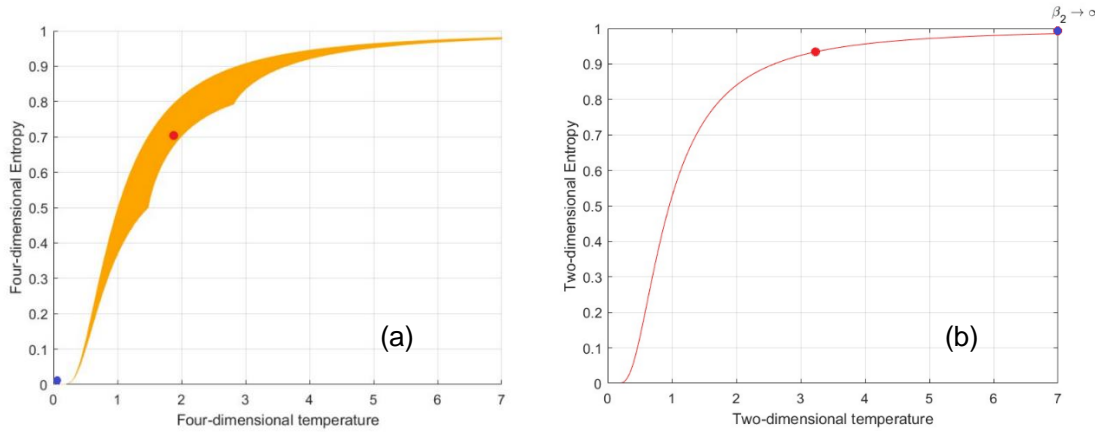 1
0.9
0.8
0.7
0.6
0.5
0.4
0.3
0.2
0.1
0
Four-dimensional Entropy
(a)
0 1 2 3 4 5 6 7
Four-dimensional temperature
β₂ → ∞
1
0.9
0.8
0.7
0.6
0.5
0.4
0.3
0.2
0.1
0
Two-dimensional Entropy
(b)
0 1 2 3 4 5 6 7
Two-dimensional temperature